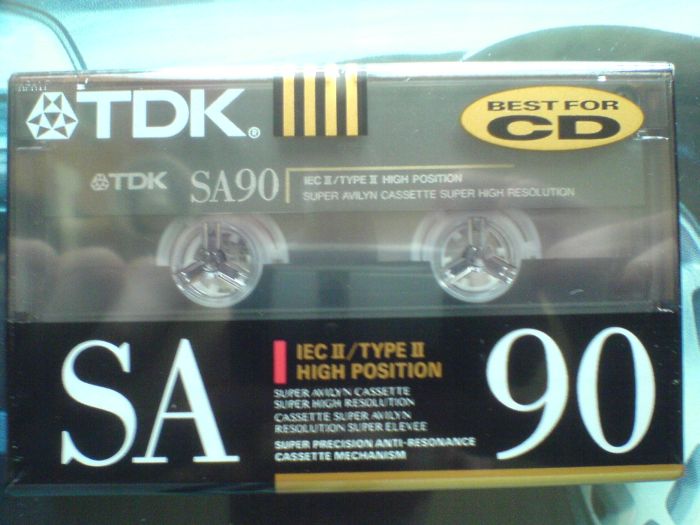 TDK®
BEST FOR
CD
TDK SA90 IEC II/TYPE II HIGH POSITION
SUPER AVILYN CASSETTE SUPER HIGH RESOLUTION
SA 90
IEC II/TYPE II
HIGH POSITION
SUPER AVILYN CASSETTE
SUPER HIGH RESOLUTION
CASSETTE SUPER AVILYN
RESOLUTION SUPER ELEVEE
SUPER PRECISION ANTI-RESONANCE
CASSETTE MECHANISM